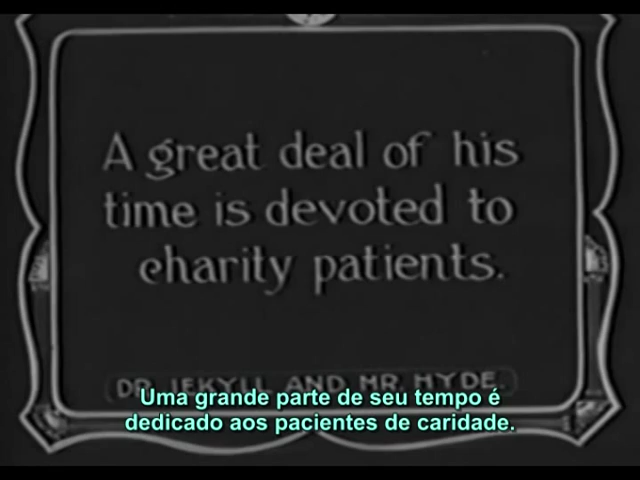 A great deal of his
time is devoted to
charity patients.
DR. JEKYLL AND MR. HYDE.
Uma grande parte de seu tempo é
dedicado aos pacientes de caridade.